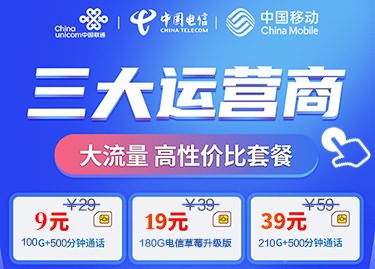 China unicom中国联通 中国电信 CHINA TELECOM 中国移动 China Mobile
三大运营商
大流量 高性价比套餐
¥29 ¥39 ¥59
9元 19元 39元
100G+500分钟通话 180G电信草莓升级版 210G+500分钟通话